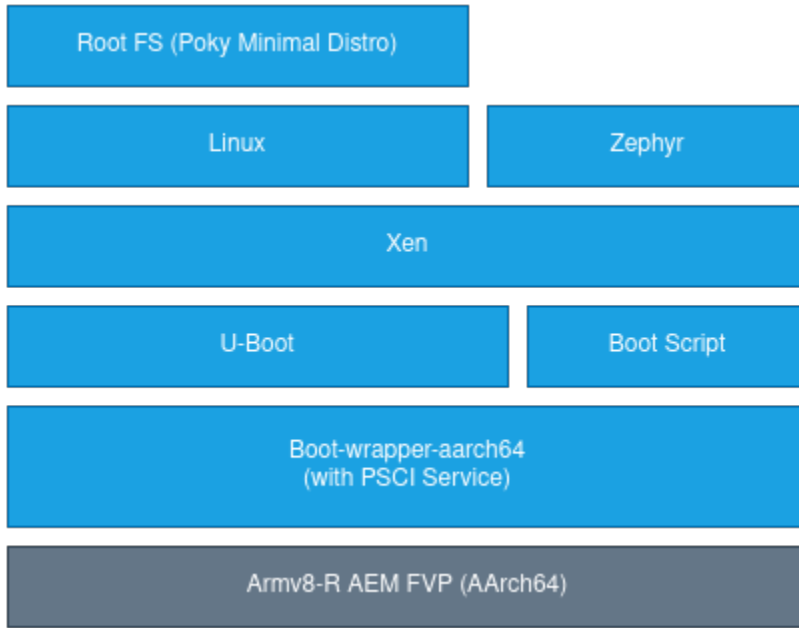 Root FS (Poky Minimal Distro)
Linux
Zephyr
Xen
U-Boot
Boot Script
Boot-wrapper-aarch64
(with PSCI Service)
Armv8-R AEM FVP (AArch64)